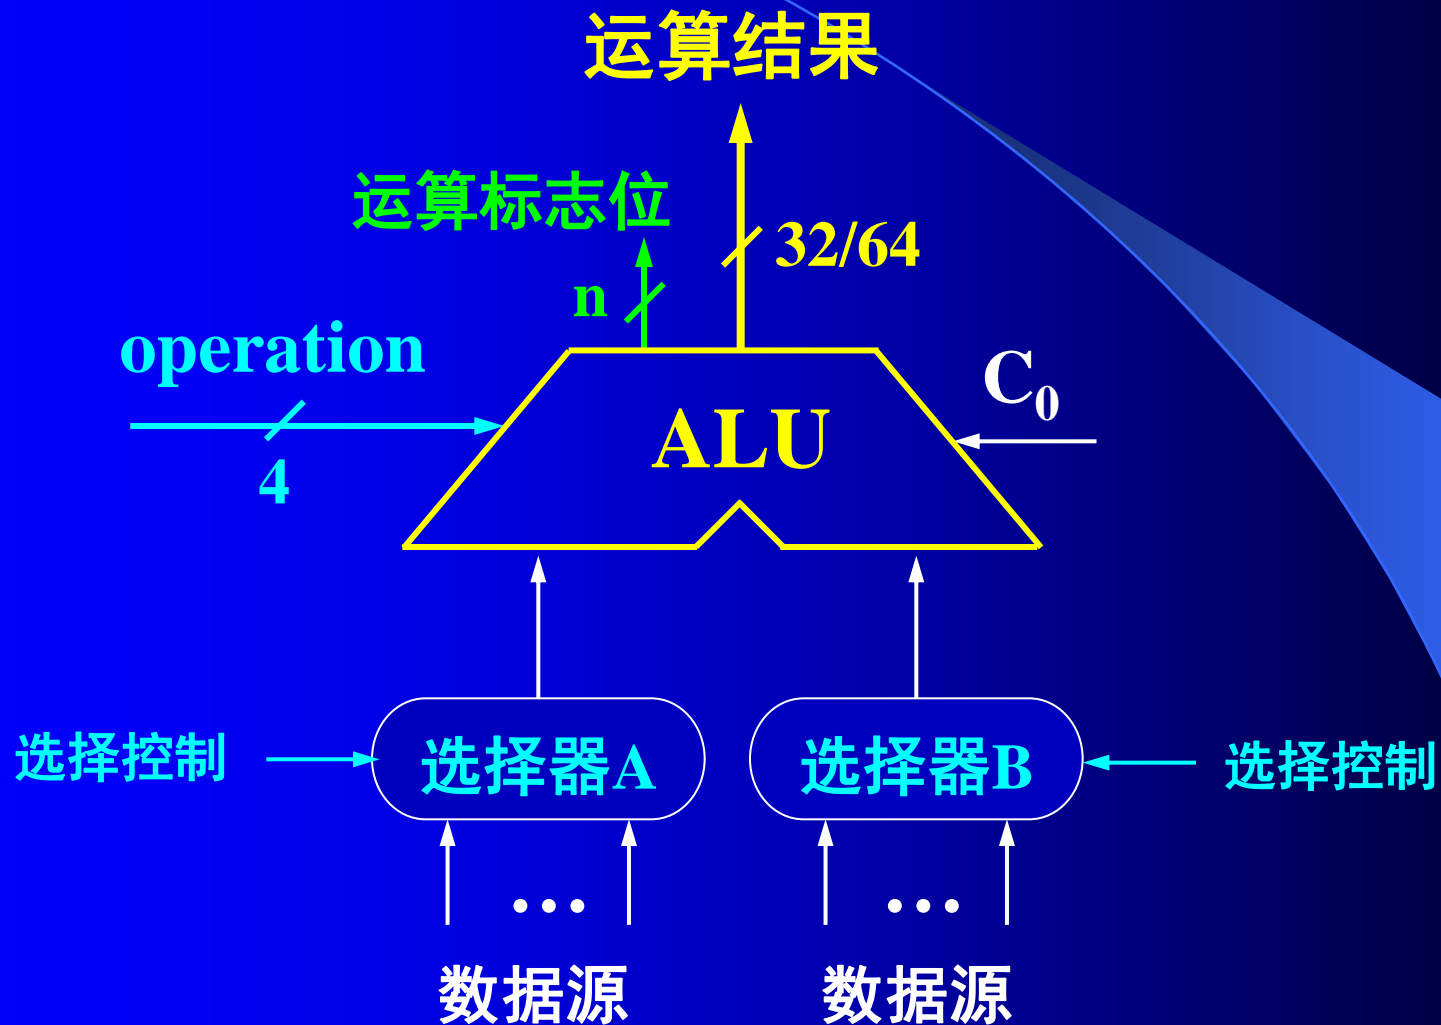 运算结果
运算标志位
32/64
n
operation
C₀
ALU
4
选择控制
选择器A
选择器B
选择控制
•••
•••
数据源
数据源